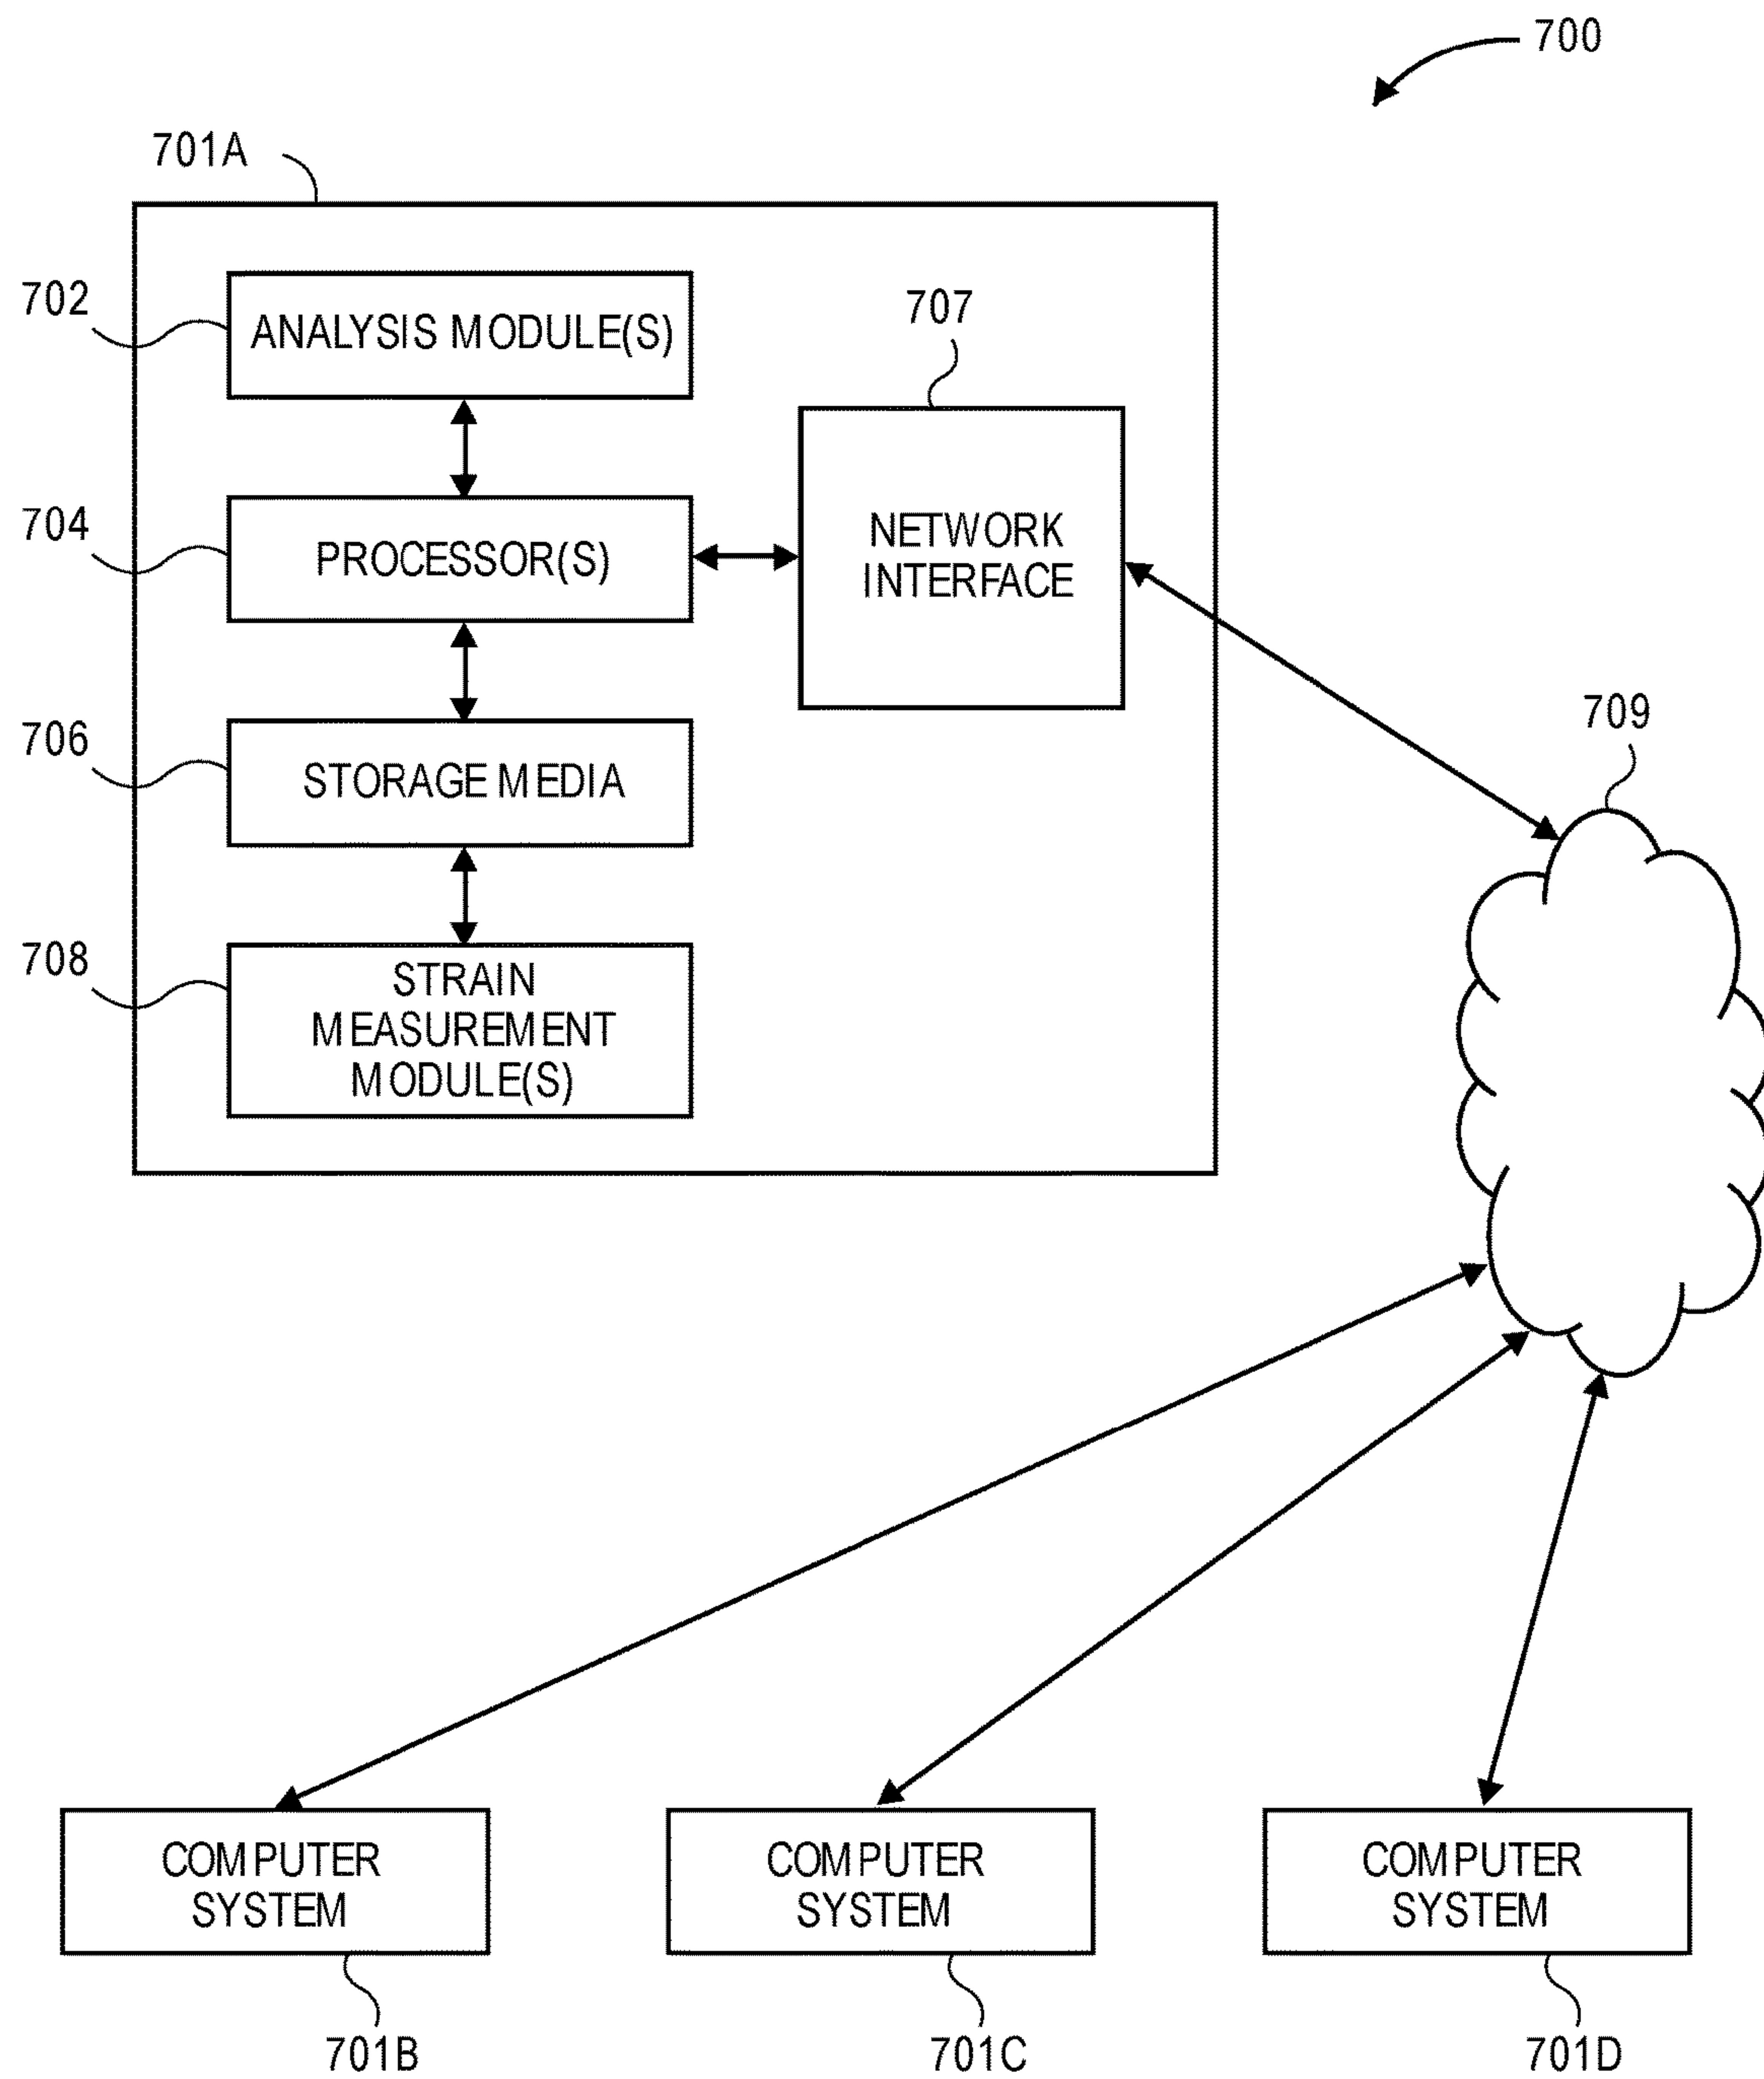 700
701A
702
ANALYSIS MODULE(S)
707
704
PROCESSOR(S)
NETWORK
INTERFACE
706
STORAGE MEDIA
709
708
STRAIN
MEASUREMENT
MODULE(S)
COMPUTER
SYSTEM
COMPUTER
SYSTEM
COMPUTER
SYSTEM
701B
701C
701D